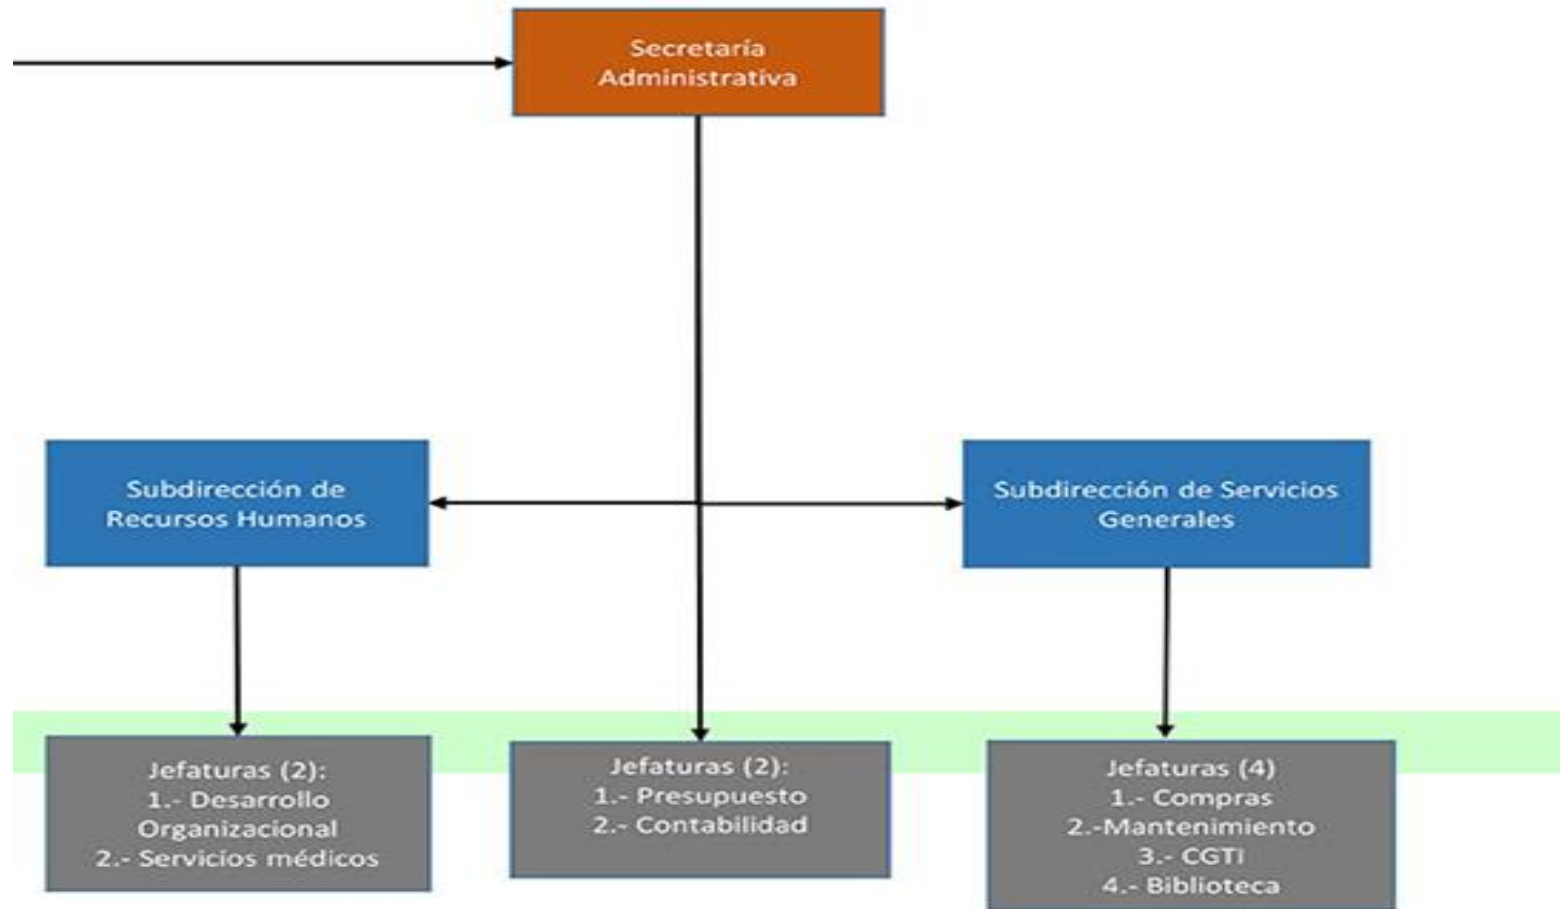 Secretaría
Administrativa
Subdirección de
Recursos Humanos
Subdirección de Servicios
Generales
Jefaturas (2):
1.- Desarrollo
Organizacional
2.- Servicios médicos
Jefaturas (2):
1.- Presupuesto
2.- Contabilidad
Jefaturas (4)
1.- Compras
2.-Mantenimiento
3.- CGTI
4.- Biblioteca